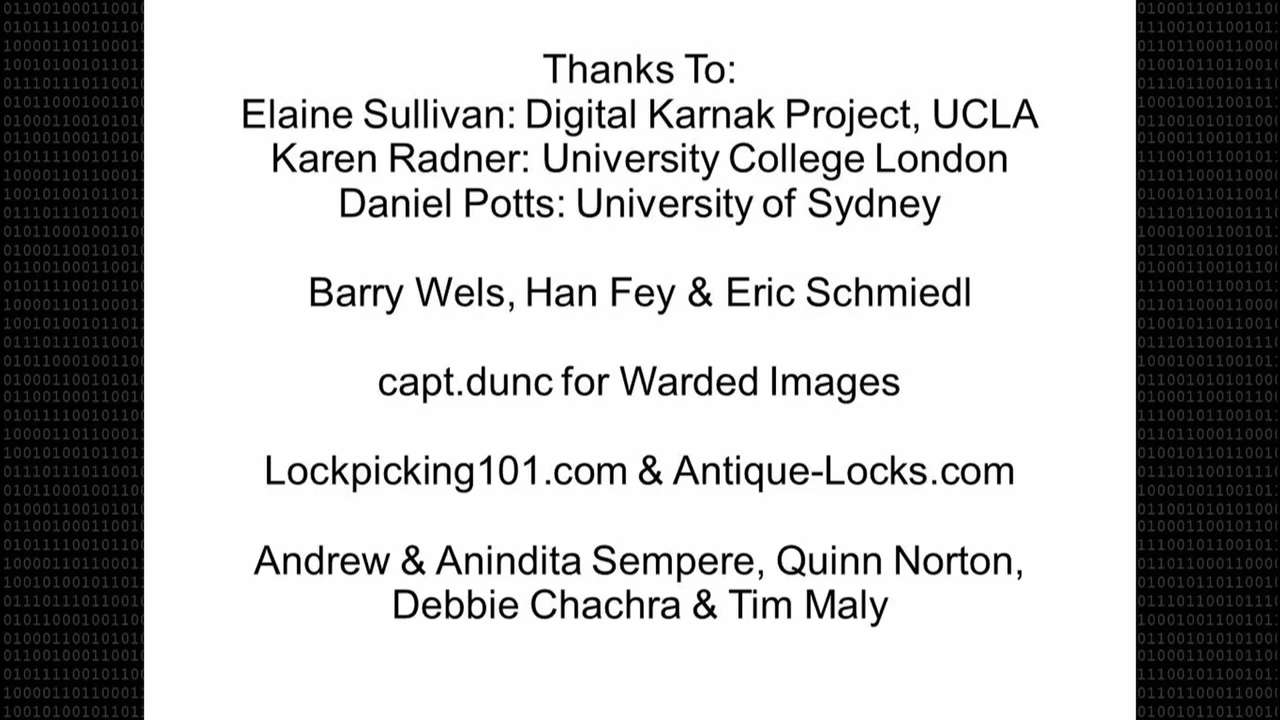 Thanks To:
Elaine Sullivan: Digital Karnak Project, UCLA
Karen Radner: University College London
Daniel Potts: University of Sydney
Barry Wels, Han Fey & Eric Schmiedl
capt.dunc for Warded Images
Lockpicking101.com & Antique-Locks.com
Andrew & Anindita Sempere, Quinn Norton,
Debbie Chachra & Tim Maly